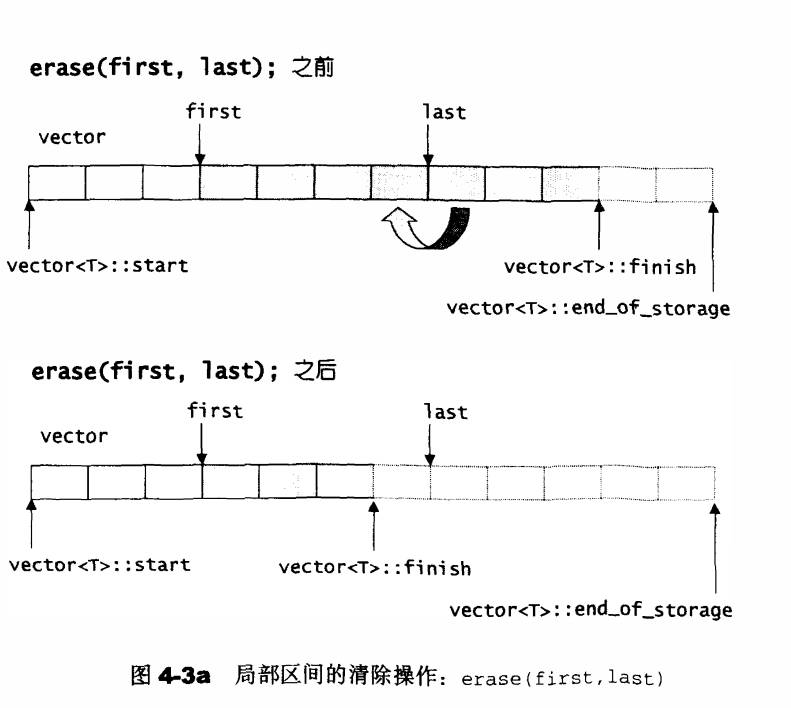 erase(first, last); 之前
first last
vector
vector<T>::start vector<T>::finish
vector<T>::end_of_storage
erase(first, last); 之后
first last
vector
vector<T>::start vector<T>::finish
vector<T>::end_of_storage
图 4-3a 局部区间的清除操作：erase(first,last)